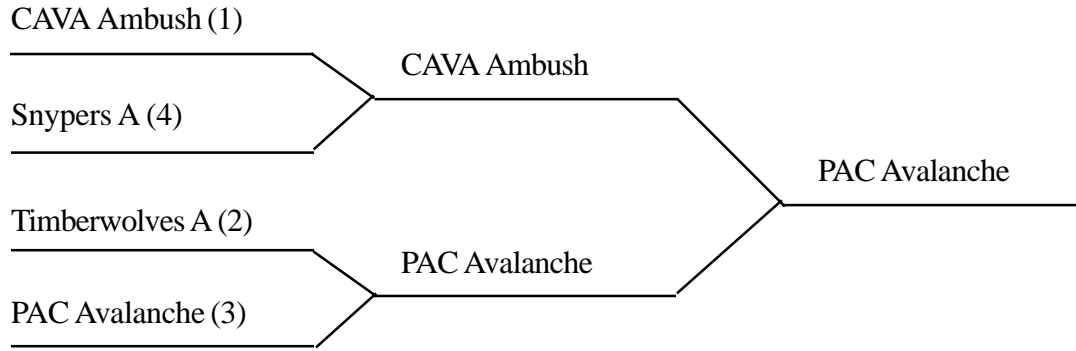 CAVA Ambush (1)
CAVA Ambush
Snypers A (4)
PAC Avalanche
Timberwolves A (2)
PAC Avalanche
PAC Avalanche (3)